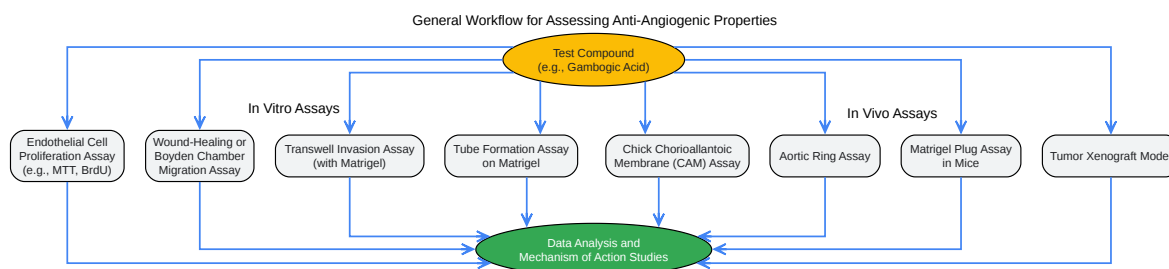 General Workflow for Assessing Anti-Angiogenic Properties
Test Compound
(e.g., Gambogic Acid)
In Vitro Assays
In Vivo Assays
Endothelial Cell
Proliferation Assay
(e.g., MTT, BrdU)
Wound-Healing or
Boyden Chamber
Migration Assay
Transwell Invasion Assay
(with Matrigel)
Tube Formation Assay
on Matrigel
Chick Chorioallantoic
Membrane (CAM) Assay
Aortic Ring Assay
Matrigel Plug Assay
in Mice
Tumor Xenograft Model
Data Analysis and
Mechanism of Action Studies